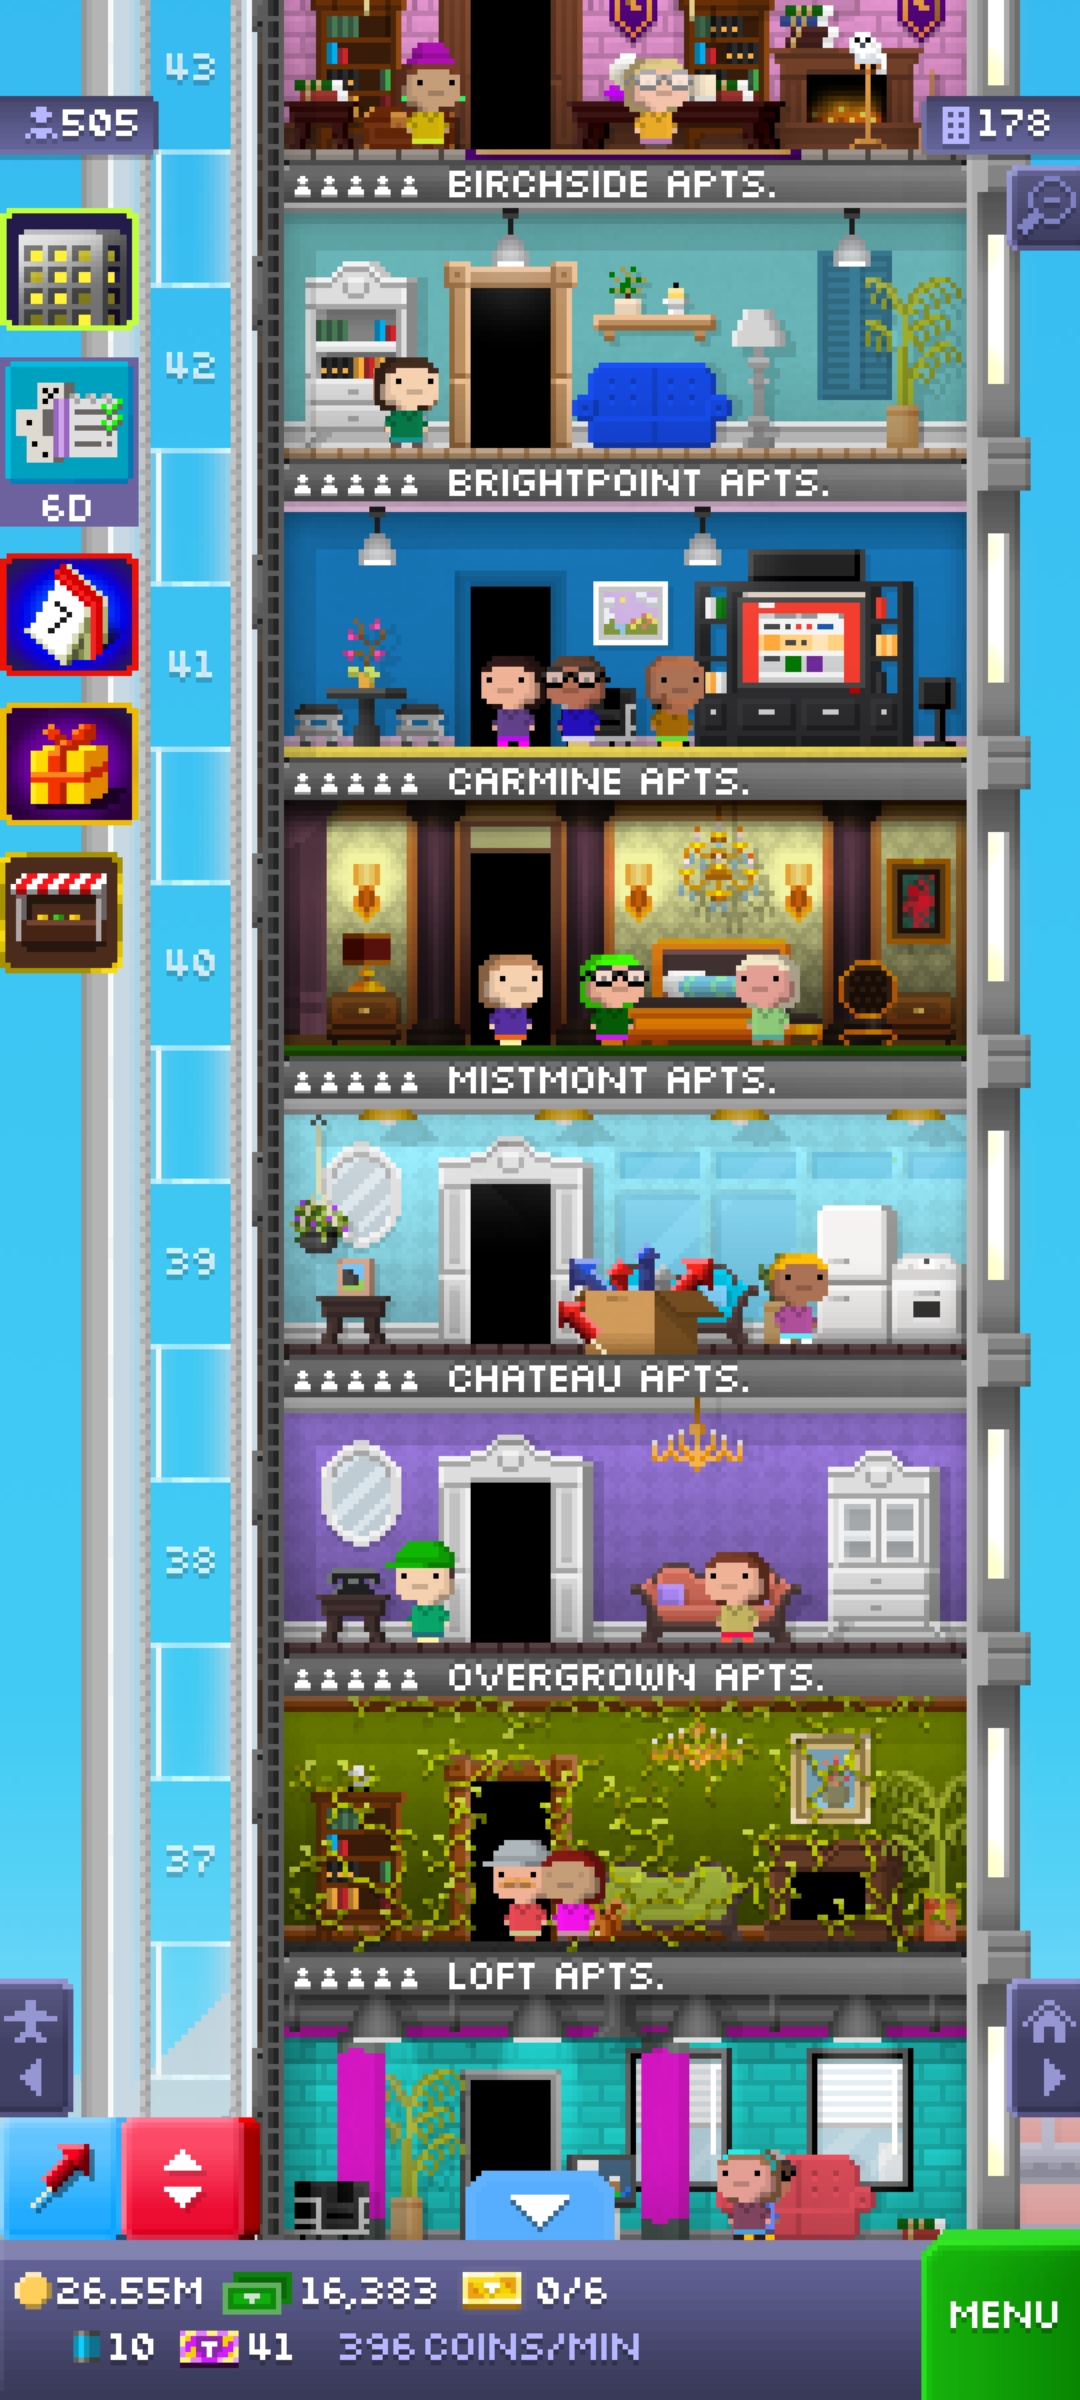 43
505
178
BIRCHSIDE APTS.
42
BRIGHTPOINT APTS.
6D
7
41
CARMINE APTS.
40
MISTMONT APTS.
39
CHATEAU APTS.
38
OVERGROWN APTS.
37
LOFT APTS.
26.55M 16,383 0/6
10 41 396 COINS/MIN
MENU